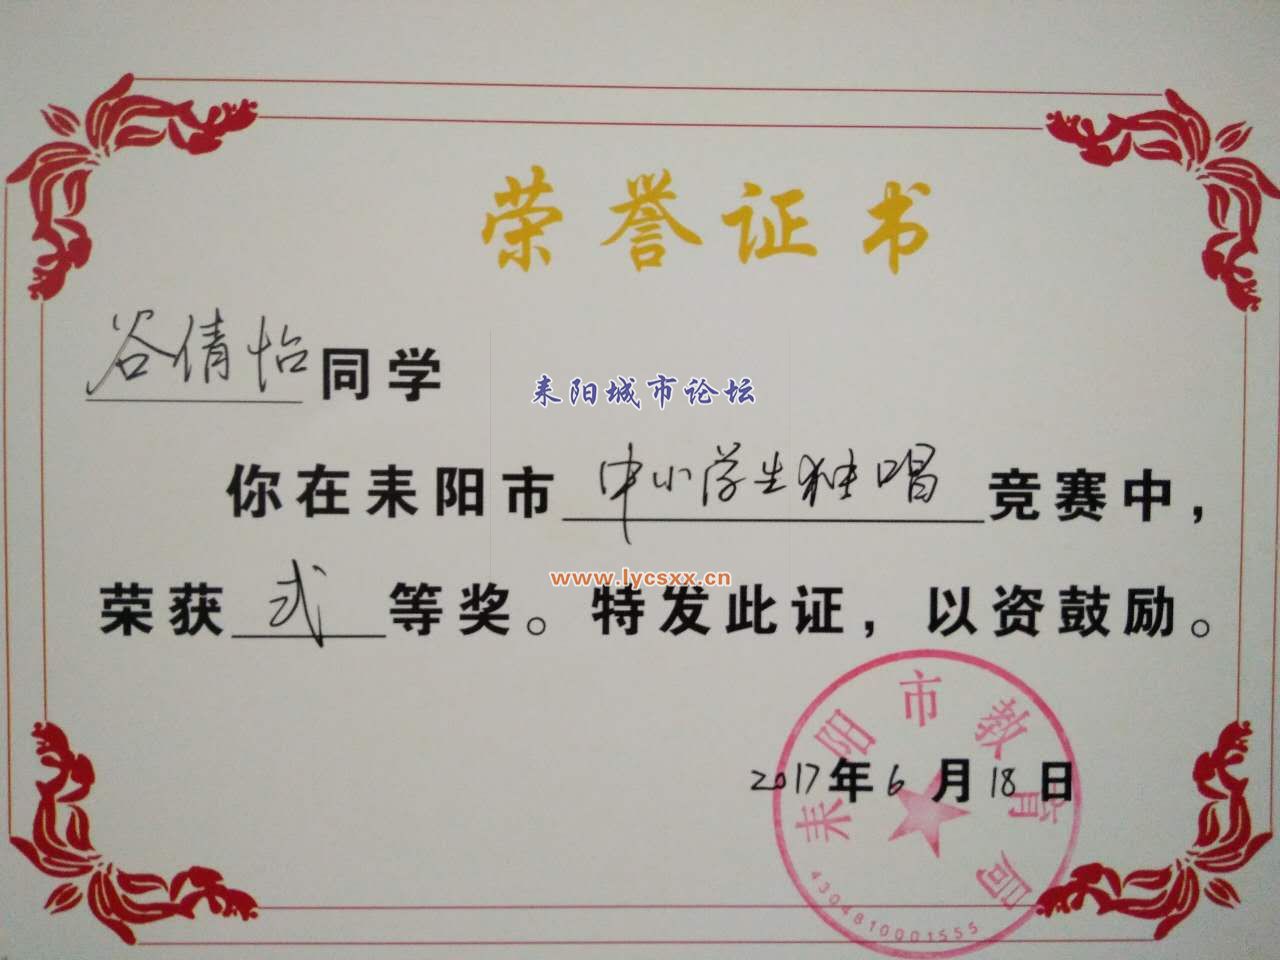 荣誉证书
谷倩怡同学
耒阳城市论坛
你在耒阳市中小学生独唱竞赛中，
www.lycsxx.cn
荣获弍等奖。特发此证，以资鼓励。
耒阳市教育局
2017年6月18日
4304810001555